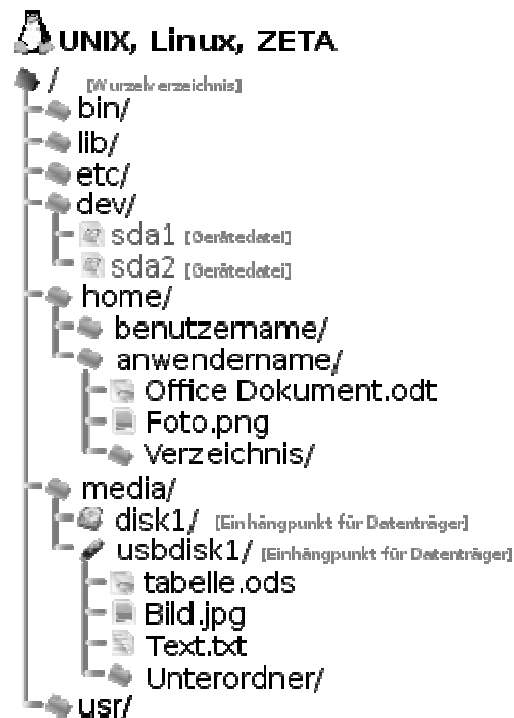 UNIX, Linux, ZETA
/ [Wurzelverzeichnis]
bin/
lib/
etc/
dev/
sda1 [Gerätedatei]
sda2 [Gerätedatei]
home/
benutzername/
anwendername/
Office Dokument.odt
Foto.png
Verzeichnis/
media/
disk1/ [Einhängpunkt für Datenträger]
usbdisk1/ [Einhängpunkt für Datenträger]
tabelle.ods
Bild.jpg
Text.txt
Unterordner/
usr/